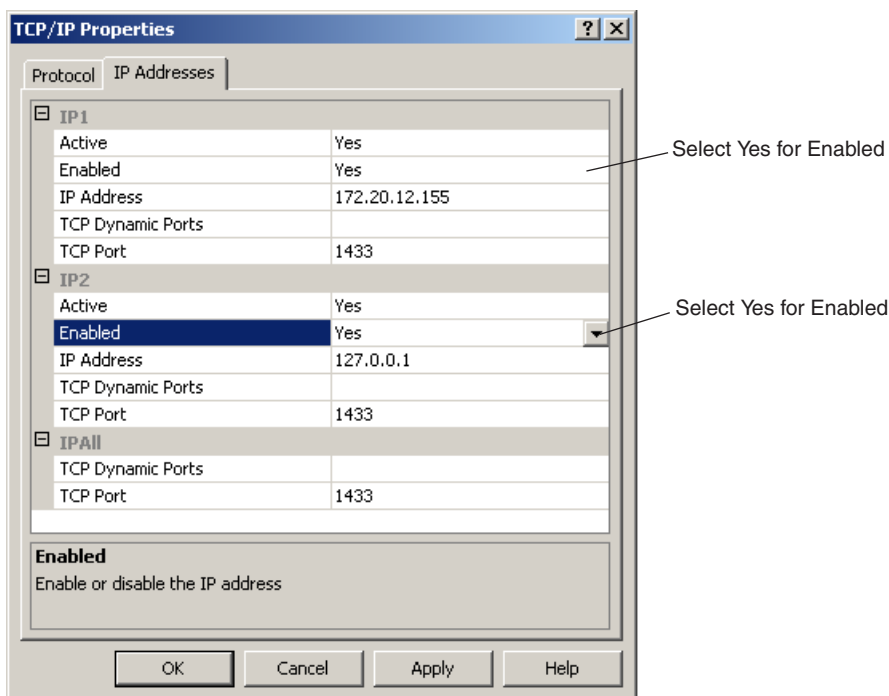 TCP/IP Properties
Protocol IP Addresses
IP1
Active Yes
Enabled Yes
Select Yes for Enabled
IP Address 172.20.12.155
TCP Dynamic Ports
TCP Port 1433
IP2
Active Yes
Enabled Yes
Select Yes for Enabled
IP Address 127.0.0.1
TCP Dynamic Ports
TCP Port 1433
IPAll
TCP Dynamic Ports
TCP Port 1433
Enabled
Enable or disable the IP address
OK Cancel Apply Help